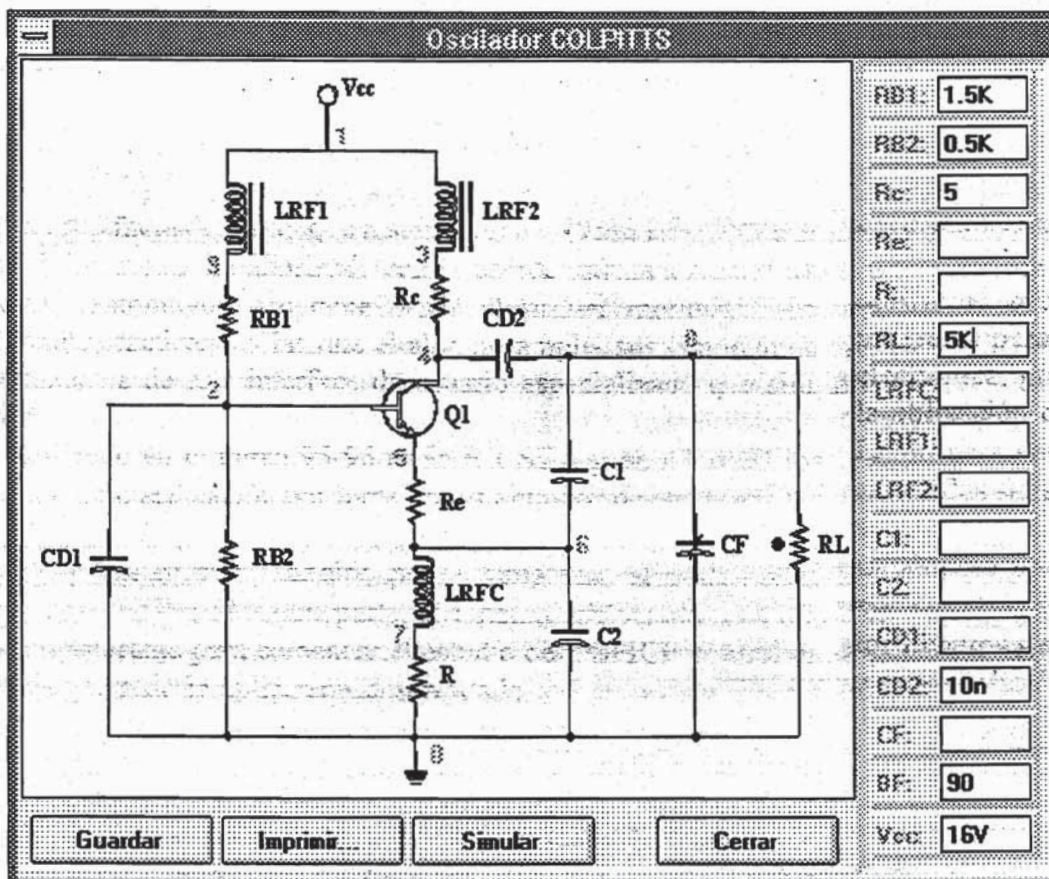 Oscilador COLPITTS
Vcc
1
LRF1
LRF2
3
RB1
Rc
CD2
4
8
2
Q1
5
C1
Re
6
CD1
RB2
CF
RL
LRFC
C2
7
R
Guardar
Imprimir...
Simular
Cerrar
RB1: 1.5K
RB2: 0.5K
Rc: 5
Re:
R:
RL: 5K
LRFC:
LRF1:
LRF2:
C1:
C2:
CD1:
CD2: 10n
CF:
BF: 90
Vcc: 16V